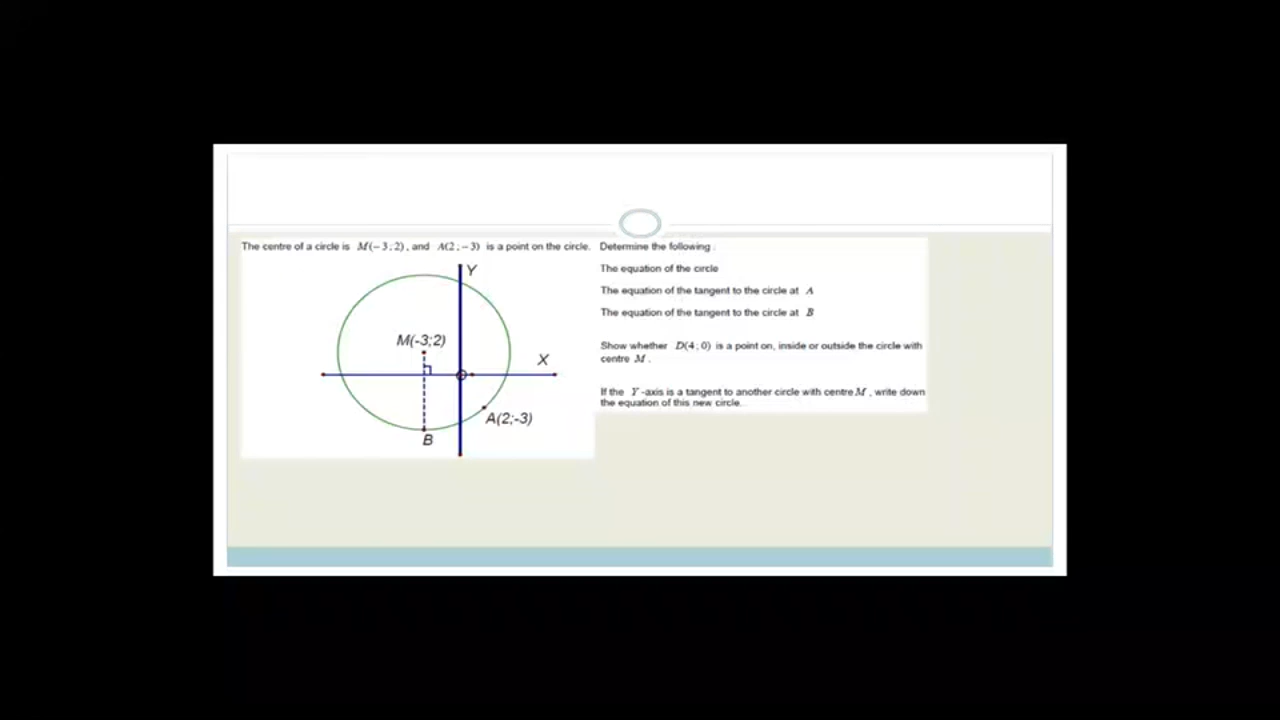 The centre of a circle is M(−3;2), and A(2;−3) is a point on the circle. Determine the following:
Y
M(-3;2)
X
A(2;-3)
B
The equation of the circle
The equation of the tangent to the circle at A
The equation of the tangent to the circle at B
Show whether D(4;0) is a point on, inside or outside the circle with
centre M.
If the Y-axis is a tangent to another circle with centre M, write down
the equation of this new circle.